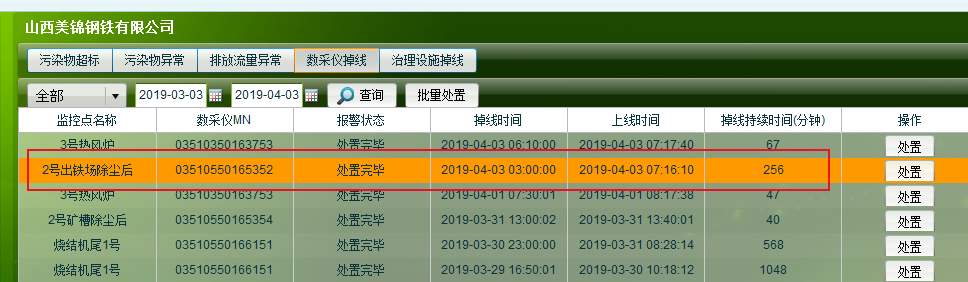 山西美锦钢铁有限公司
污染物超标 污染物异常 排放流量异常 数采仪掉线 治理设施掉线
全部 2019-03-03 2019-04-03 查询 批量处置
监控点名称 数采仪MN 报警状态 掉线时间 上线时间 掉线持续时间(分钟) 操作
3号热风炉 03510350163753 处置完毕 2019-04-03 06:10:00 2019-04-03 07:17:40 67 处置
2号出铁场除尘后 03510550165352 处置完毕 2019-04-03 03:00:00 2019-04-03 07:16:10 256 处置
3号热风炉 03510350163753 处置完毕 2019-04-01 07:30:01 2019-04-01 08:17:38 47 处置
2号矿槽除尘后 03510550165354 处置完毕 2019-03-31 13:00:02 2019-03-31 13:40:01 40 处置
烧结机尾1号 03510550166151 处置完毕 2019-03-30 23:00:00 2019-03-31 08:28:14 568 处置
烧结机尾1号 03510550166151 处置完毕 2019-03-29 16:50:01 2019-03-30 10:18:12 1048 处置